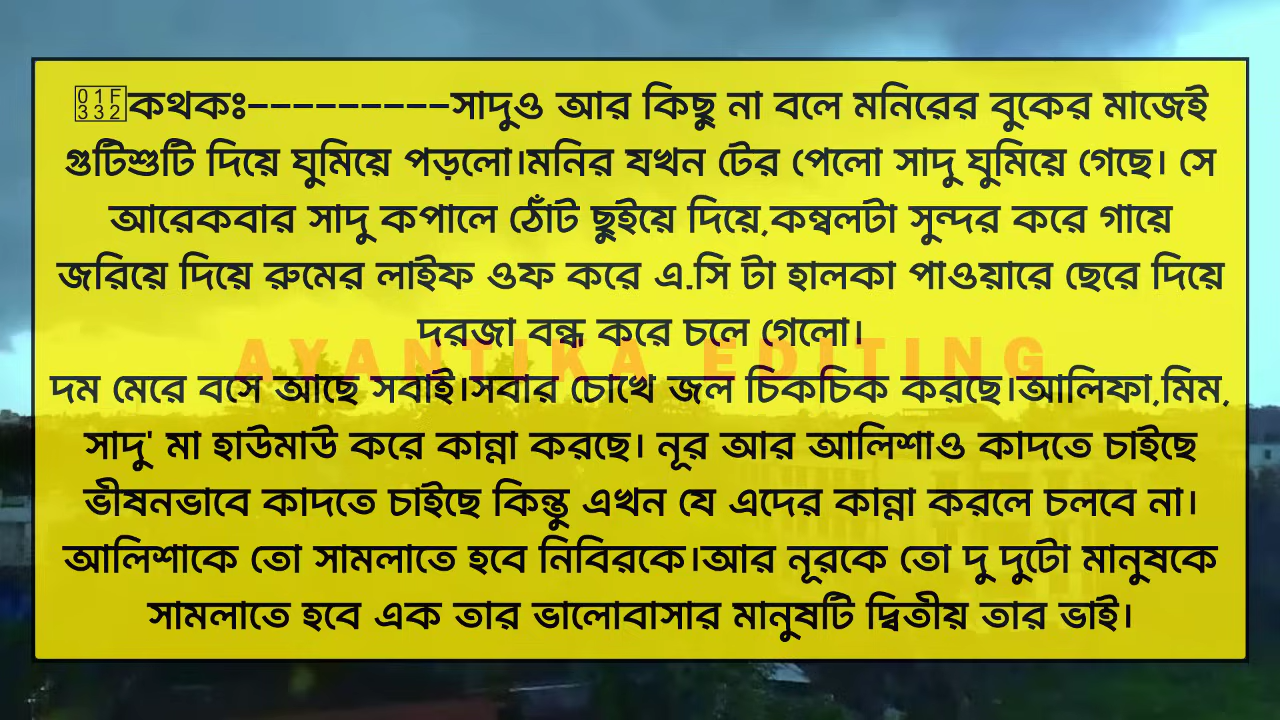 কথকঃ−−−−−−−−−সাদুও আর কিছু না বলে মনিরের বুকের মাজেই
গুটিশুটি দিয়ে ঘুমিয়ে পড়লো।মনির যখন টের পেলো সাদু ঘুমিয়ে গেছে। সে
আরেকবার সাদু কপালে ঠোঁট ছুইয়ে দিয়ে,কম্বলটা সুন্দর করে গায়ে
জরিয়ে দিয়ে রুমের লাইফ ওফ করে এ.সি টা হালকা পাওয়ারে ছেরে দিয়ে
দরজা বন্ধ করে চলে গেলো।
AYANTIKA EDITING
দম মেরে বসে আছে সবাই।সবার চোখে জল চিকচিক করছে।আলিফা,মিম,
সাদু' মা হাউমাউ করে কান্না করছে। নূর আর আলিশাও কাদতে চাইছে
ভীষনভাবে কাদতে চাইছে কিন্তু এখন যে এদের কান্না করলে চলবে না।
আলিশাকে তো সামলাতে হবে নিবিরকে।আর নূরকে তো দু দুটো মানুষকে
সামলাতে হবে এক তার ভালোবাসার মানুষটি দ্বিতীয় তার ভাই।